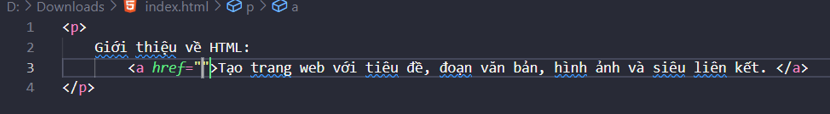 D: > Downloads > index.html > p > a
1 <p>
2 Giới thiệu về HTML:
3 <a href="">Tạo trang web với tiêu đề, đoạn văn bản, hình ảnh và siêu liên kết. </a>
4 </p>